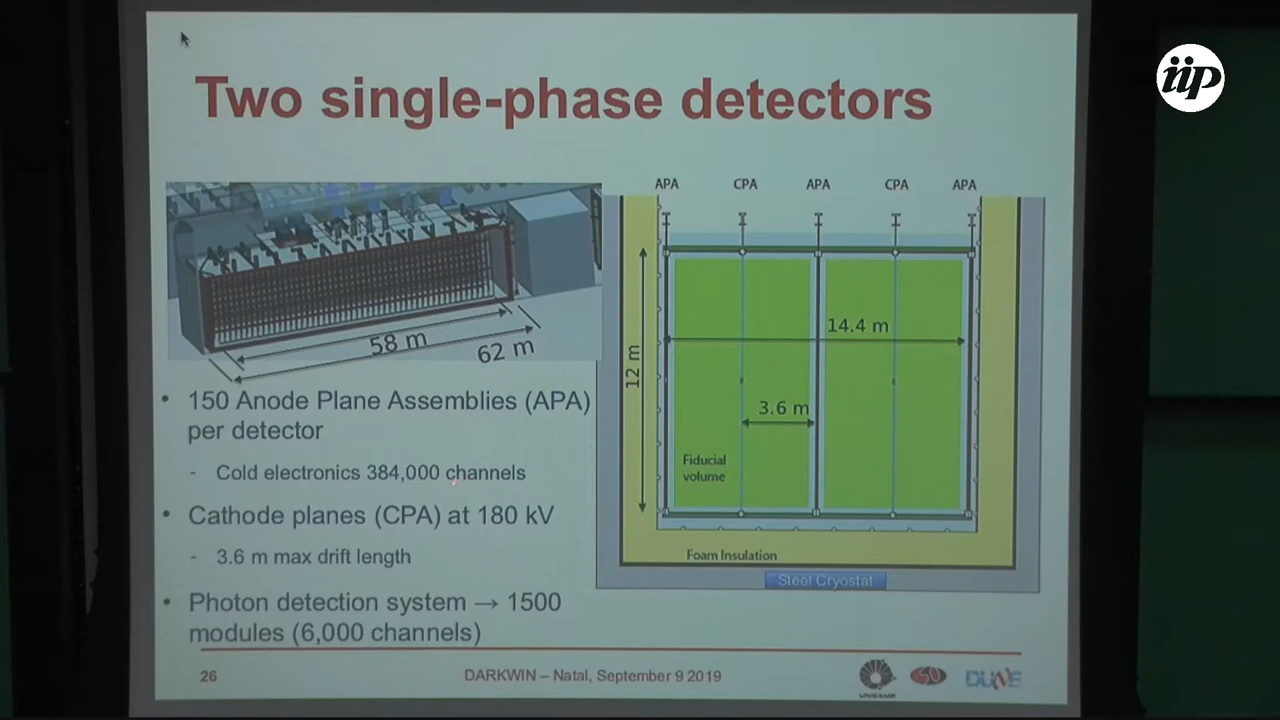 iip
Two single-phase detectors
APA CPA APA CPA APA
58 m
62 m
12 m
14.4 m
3.6 m
Fiducial
volume
Foam Insulation
Steel Cryostat
• 150 Anode Plane Assemblies (APA)
per detector
- Cold electronics 384,000 channels
• Cathode planes (CPA) at 180 kV
- 3.6 m max drift length
• Photon detection system → 1500
modules (6,000 channels)
26
DARKWIN – Natal, September 9 2019
UNICAMP
50
DUNE